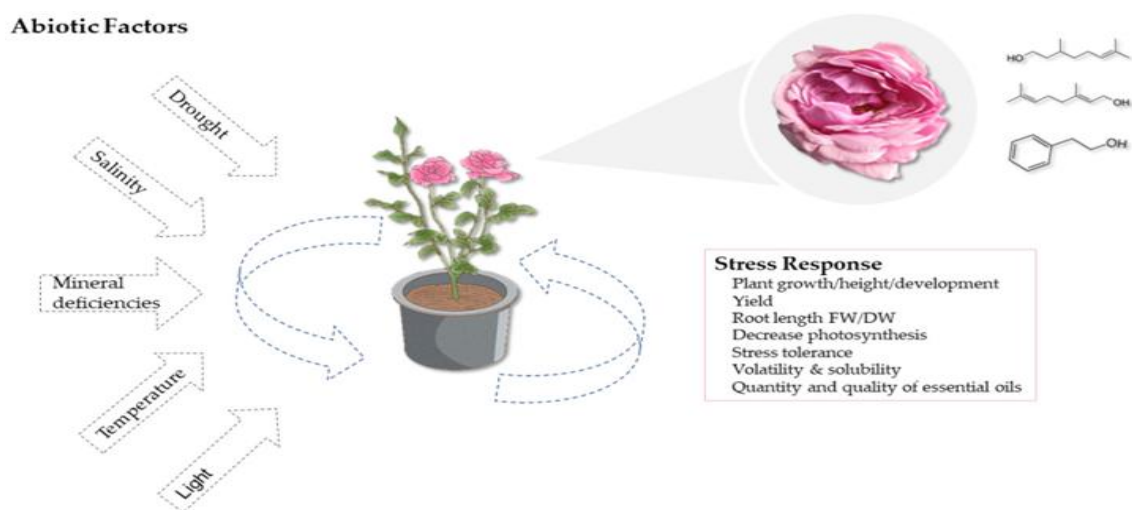 Abiotic Factors
Drought
Salinity
Mineral
deficiencies
Temperature
Light
HO
OH
OH
Stress Response
Plant growth/height/development
Yield
Root length FW/DW
Decrease photosynthesis
Stress tolerance
Volatility & solubility
Quantity and quality of essential oils